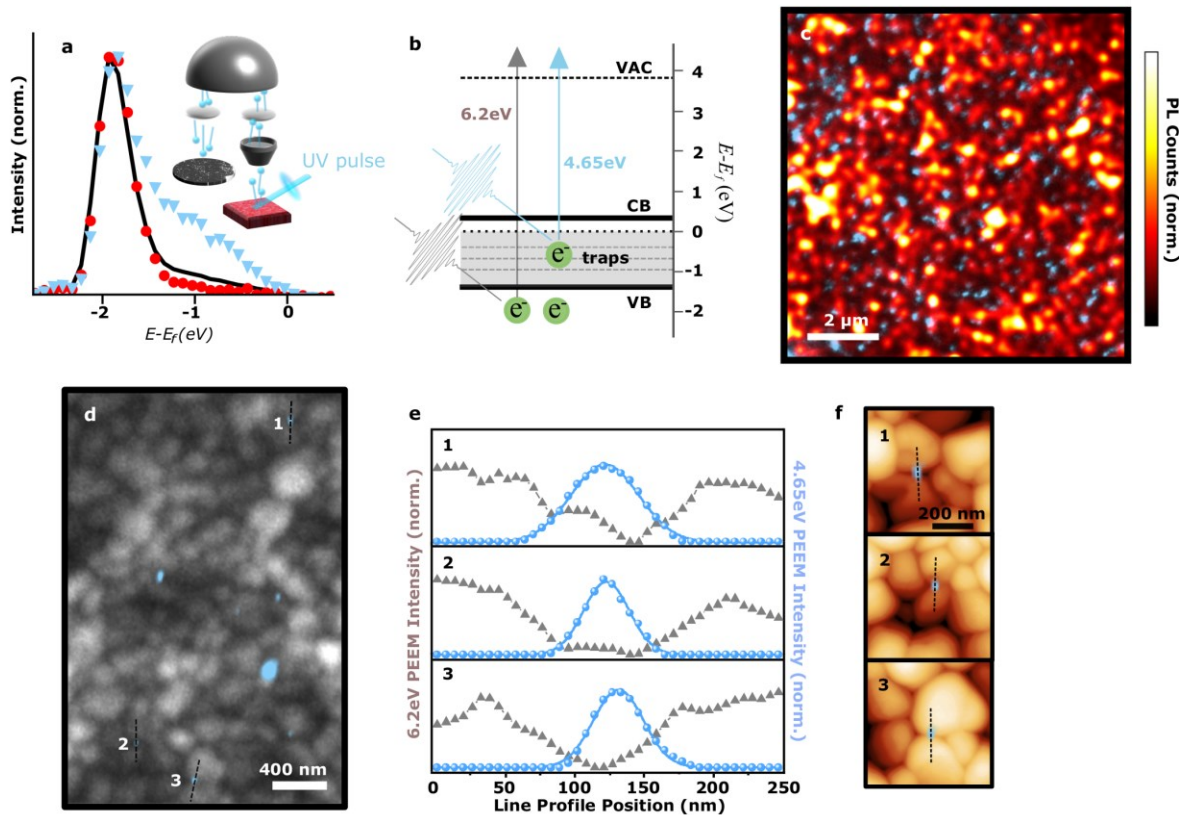 a
Intensity (norm.)
UV pulse
-2
-1
0
E-Ef(eV)
b
VAC
6.2eV
4.65eV
CB
traps
VB
e-
e-
e-
4
3
2
1
0
-1
-2
E-Ef (eV)
c
2 µm
PL Counts (norm.)
d
1
2
3
400 nm
e
1
2
3
6.2eV PEEM Intensity (norm.)
4.65eV PEEM Intensity
(norm.)
0
50
75
100
150
200
250
Line Profile Position (nm)
f
1
200 nm
2
3